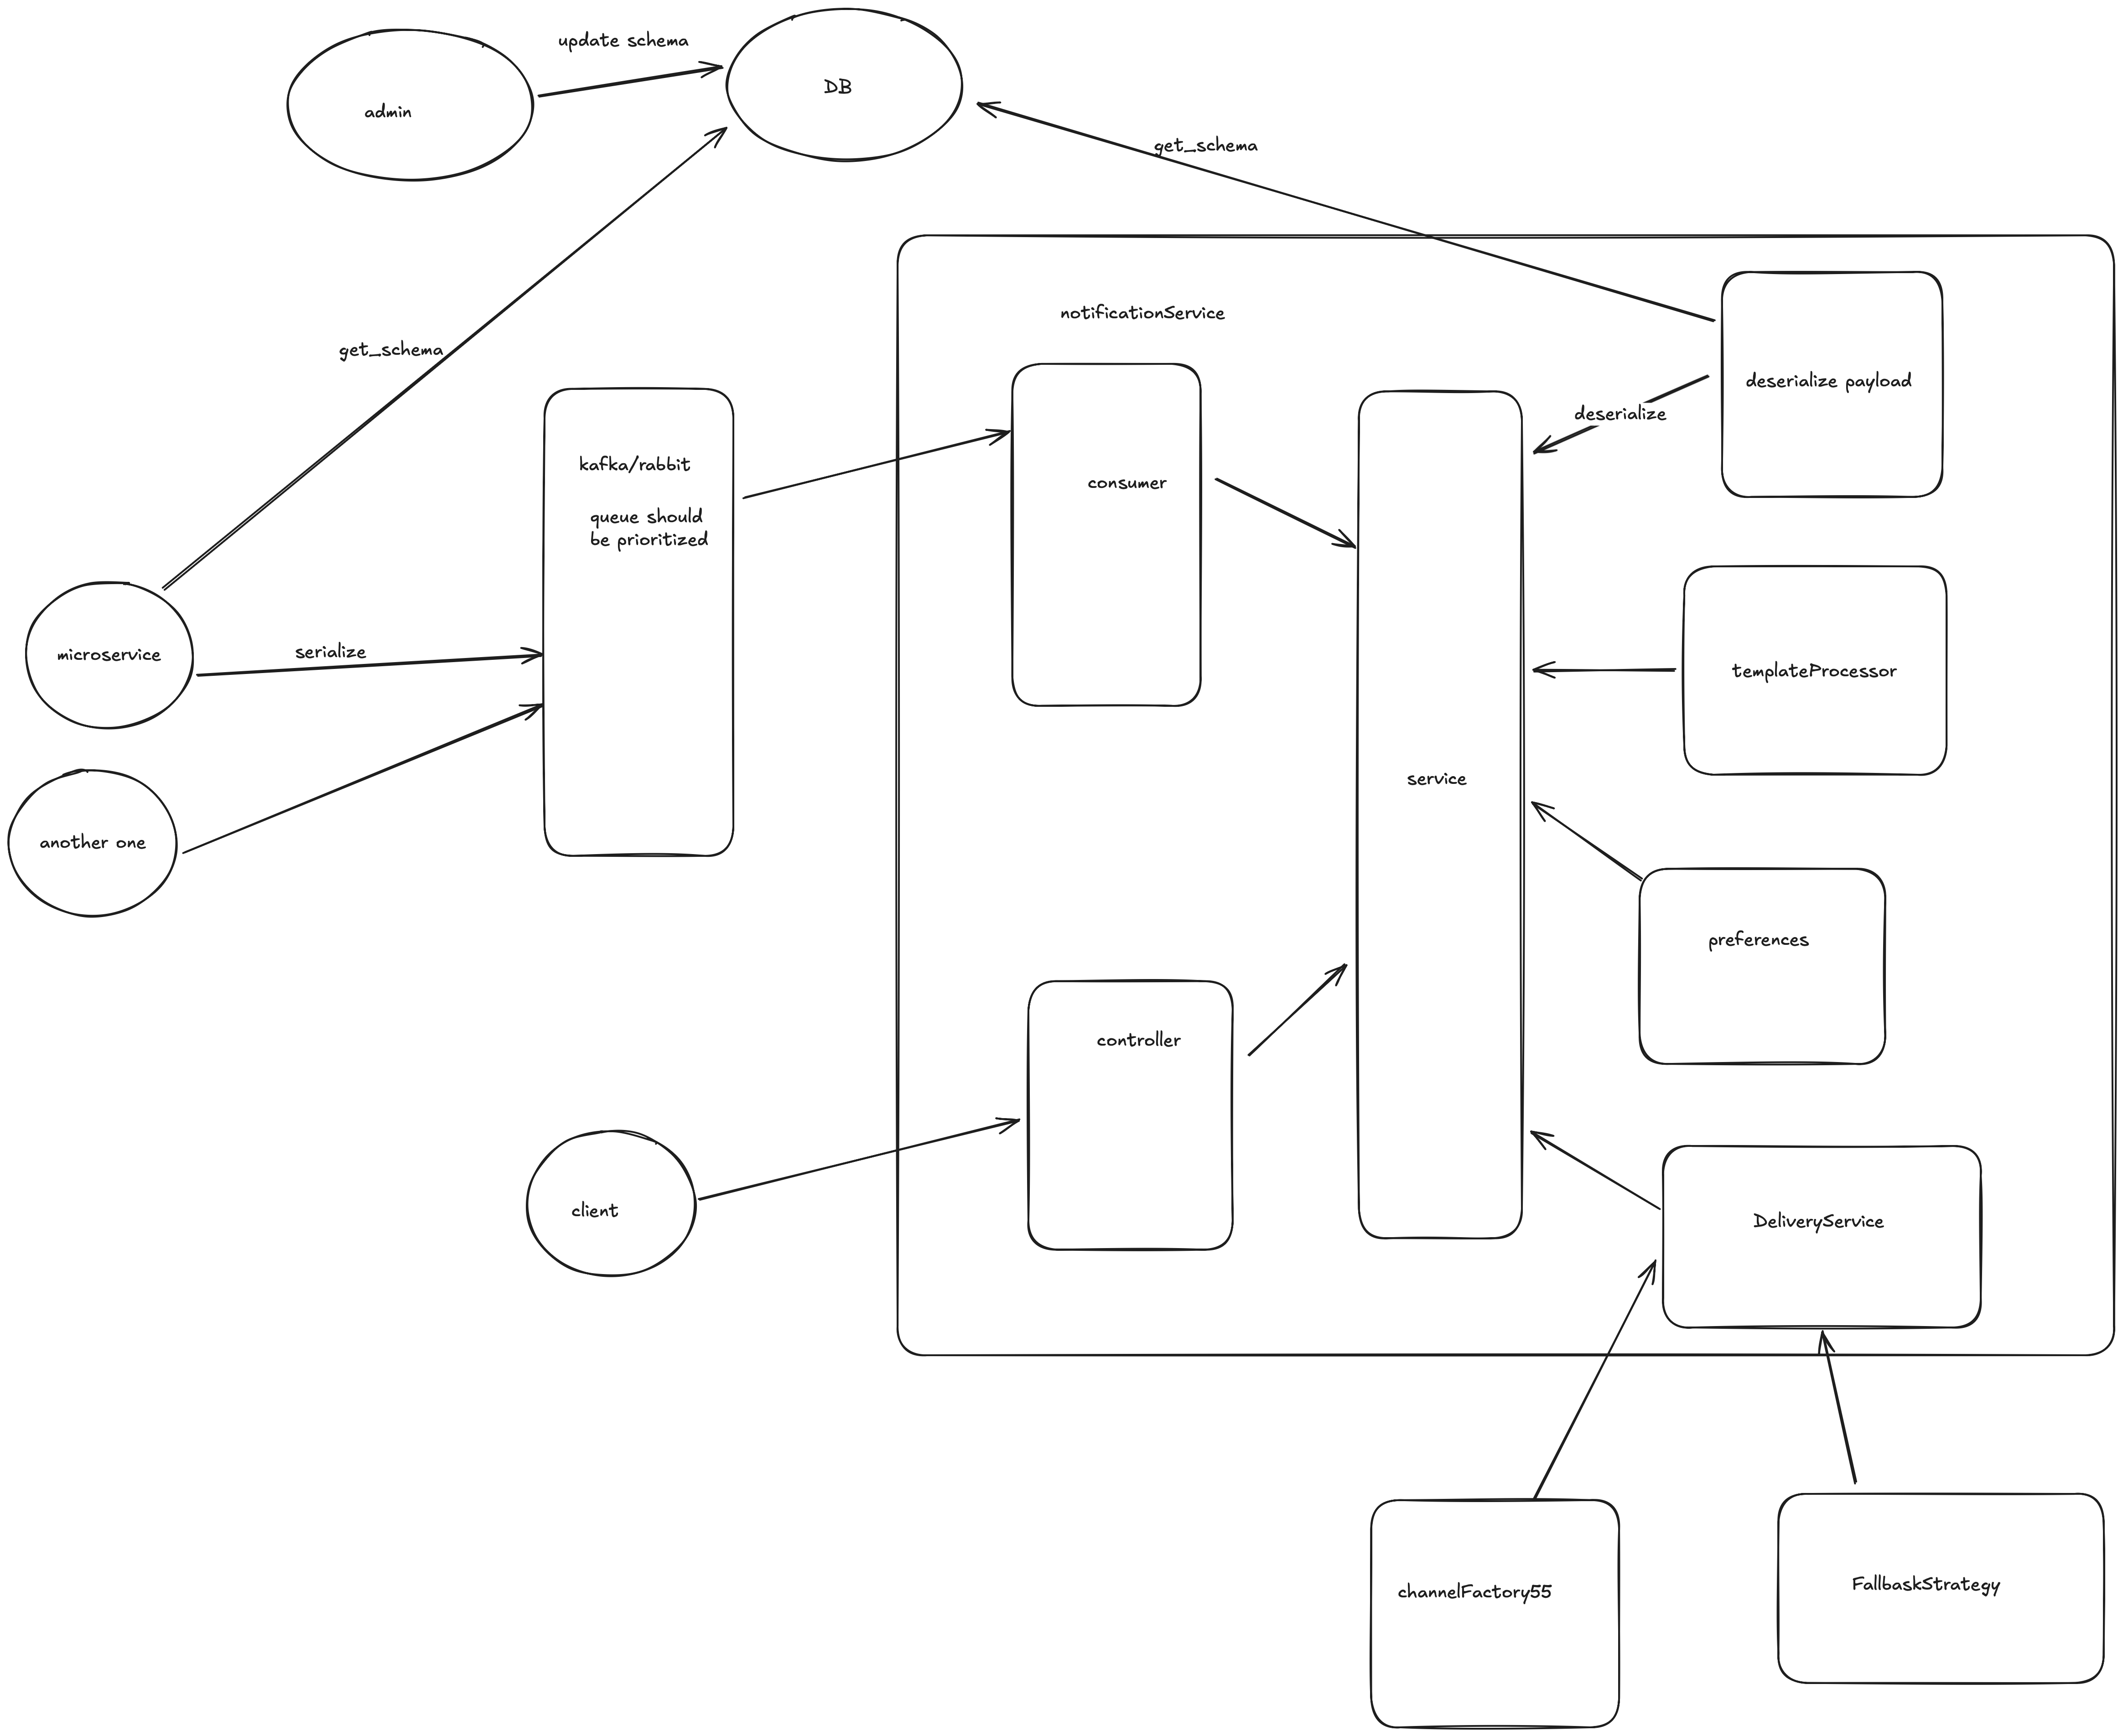 update schema
DB
admin
get_schema
notificationService
get_schema
deserialize payload
deserialize
kafka/rabbit
consumer
queue should
be prioritized
microservice
serialize
templateProcessor
service
another one
preferences
controller
client
DeliveryService
channelFactory55
FallbaskStrategy